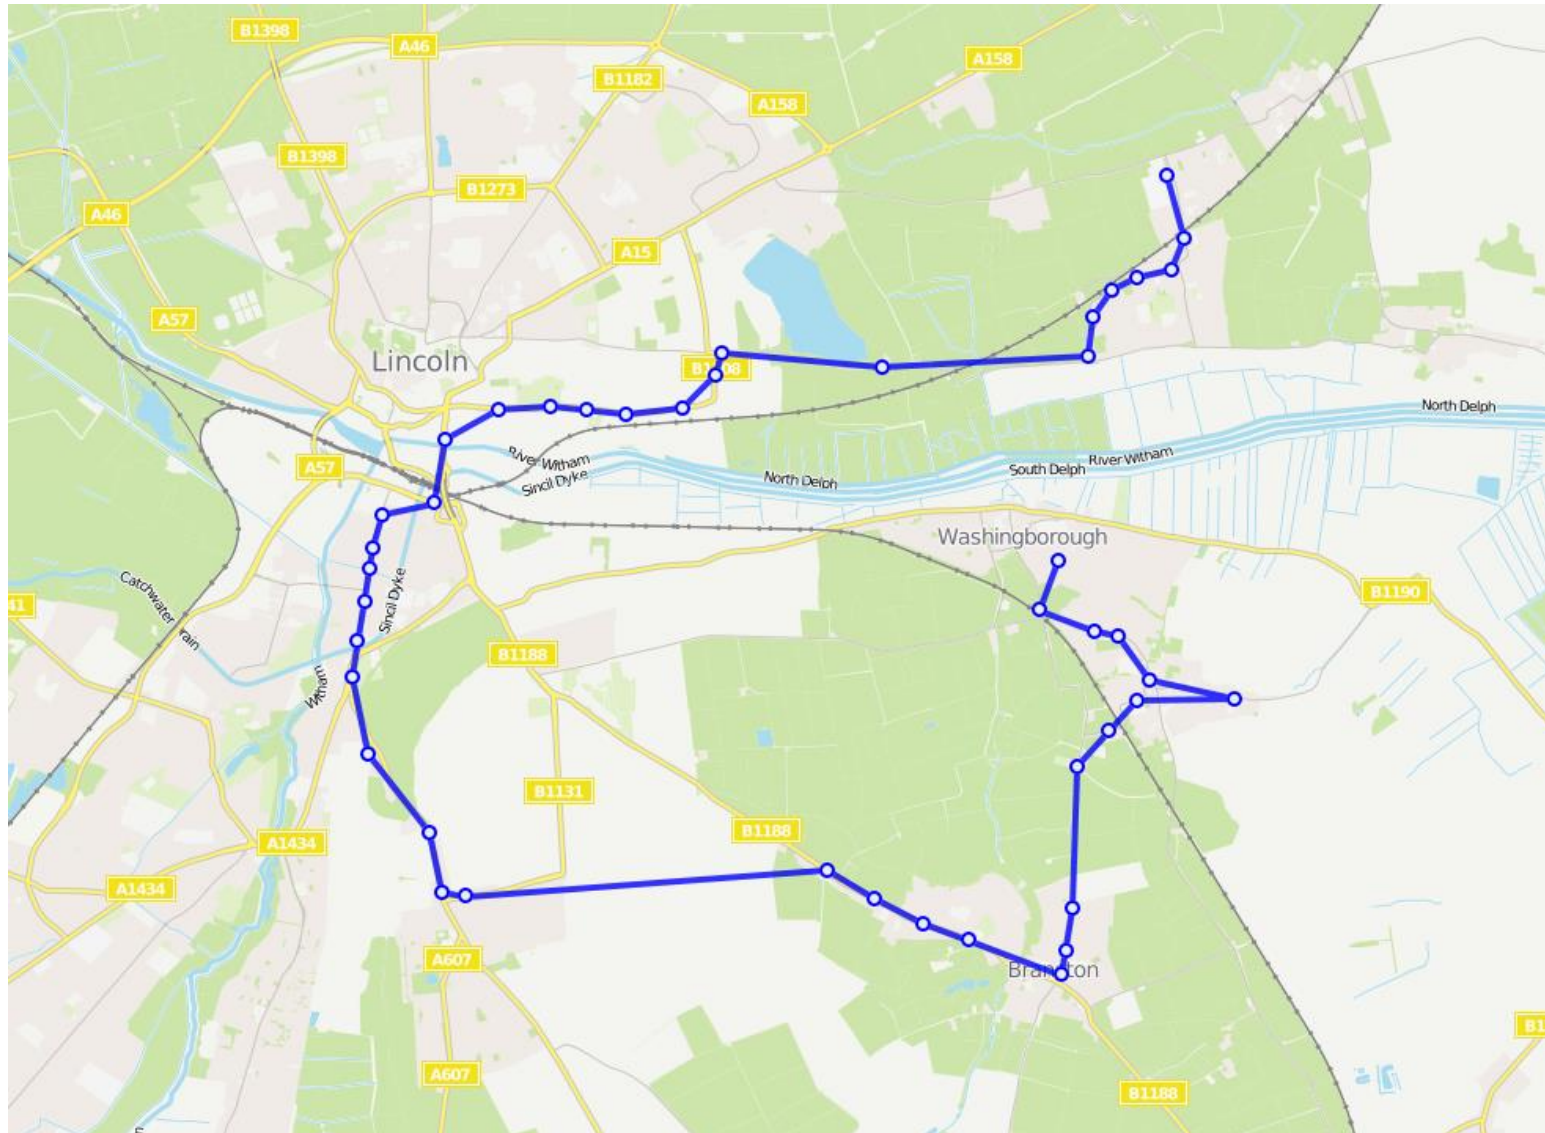 B1398
A46
A158
B1182
A158
B1398
B1273
A46
A15
A57
Lincoln
North Delph
River Witham
A57
River Witham
South Delph
North Delph
Sincil Dyke
Washingborough
Catchwater
Sincil Dyke
B1190
41
B1188
Witham
B1131
B1188
A1434
A1434
A607
Branston
A607
B1188